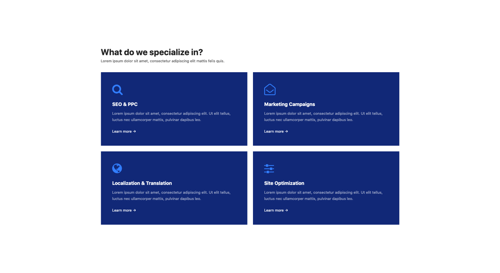 What do we specialize in?
Lorem ipsum dolor sit amet, consectetur adipiscing elit mattis felis quis.
SEO & PPC
Lorem ipsum dolor sit amet, consectetur adipiscing elit. Ut elit tellus,
luctus nec ullamcorper mattis, pulvinar dapibus leo.
Learn more →
Marketing Campaigns
Lorem ipsum dolor sit amet, consectetur adipiscing elit. Ut elit tellus,
luctus nec ullamcorper mattis, pulvinar dapibus leo.
Learn more →
Localization & Translation
Lorem ipsum dolor sit amet, consectetur adipiscing elit. Ut elit tellus,
luctus nec ullamcorper mattis, pulvinar dapibus leo.
Learn more →
Site Optimization
Lorem ipsum dolor sit amet, consectetur adipiscing elit. Ut elit tellus,
luctus nec ullamcorper mattis, pulvinar dapibus leo.
Learn more →